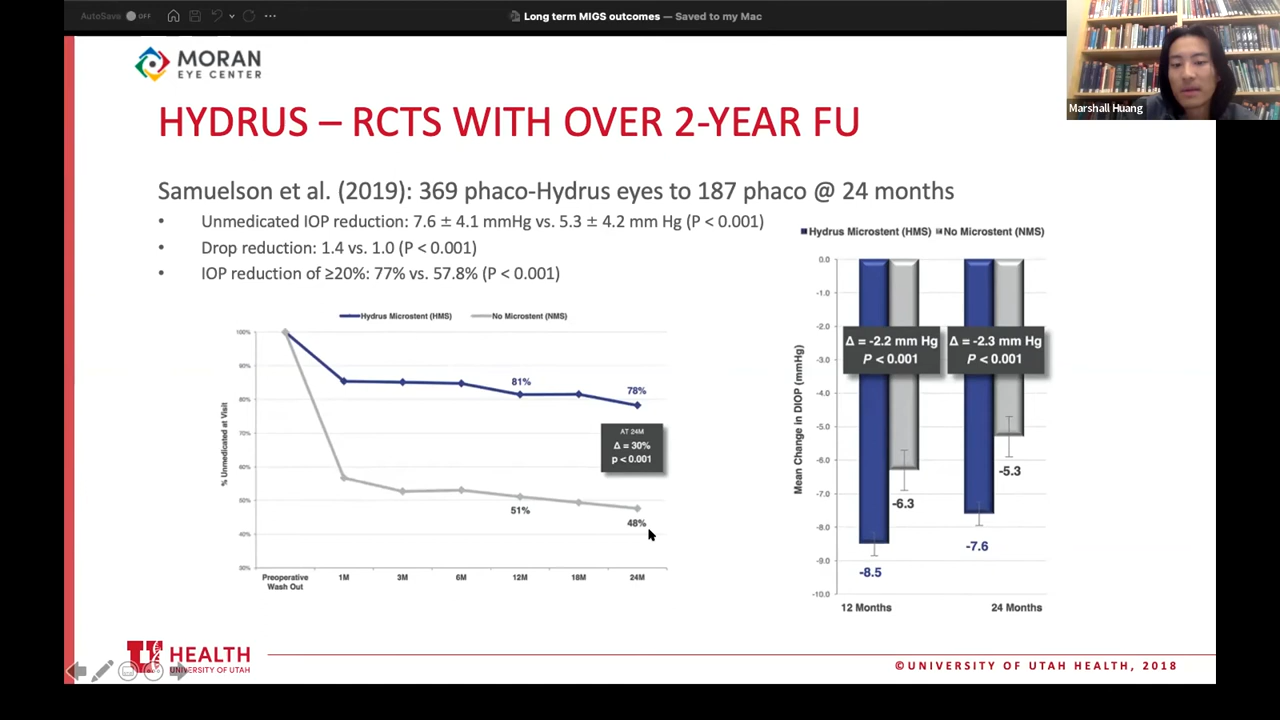 AutoSave OFF
Long term MIGS outcomes — Saved to my Mac
Marshall Huang
MORAN
EYE CENTER
HYDRUS – RCTS WITH OVER 2-YEAR FU
Samuelson et al. (2019): 369 phaco-Hydrus eyes to 187 phaco @ 24 months
• Unmedicated IOP reduction: 7.6 ± 4.1 mmHg vs. 5.3 ± 4.2 mm Hg (P < 0.001)
• Drop reduction: 1.4 vs. 1.0 (P < 0.001)
• IOP reduction of ≥20%: 77% vs. 57.8% (P < 0.001)
Hydrus Microstent (HMS) No Microstent (NMS)
% Unmedicated at Visit
100%
90%
80%
70%
60%
50%
40%
30%
81%
78%
AT 24M
Δ = 30%
p < 0.001
51%
48%
Preoperative
Wash Out
1M 3M 6M 12M 18M 24M
Hydrus Microstent (HMS) No Microstent (NMS)
Mean Change in DIOP (mmHg)
0.0
-1.0
-2.0
-3.0
-4.0
-5.0
-6.0
-7.0
-8.0
-9.0
-10.0
Δ = -2.2 mm Hg
P < 0.001
Δ = -2.3 mm Hg
P < 0.001
-8.5
-6.3
-7.6
-5.3
12 Months 24 Months
U HEALTH
UNIVERSITY OF UTAH
©UNIVERSITY OF UTAH HEALTH, 2018